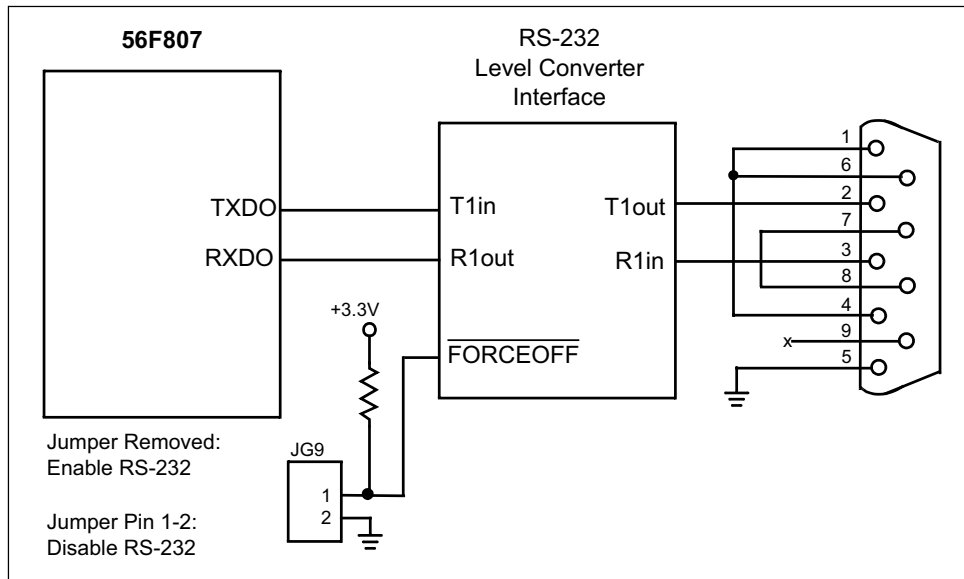 56F807
RS-232
Level Converter
Interface
TXDO
RXDO
T1in
R1out
FORCEOFF
T1out
R1in
1
6
2
7
3
8
4
x
9
5
+3.3V
JG9
1
2
Jumper Removed:
Enable RS-232
Jumper Pin 1-2:
Disable RS-232